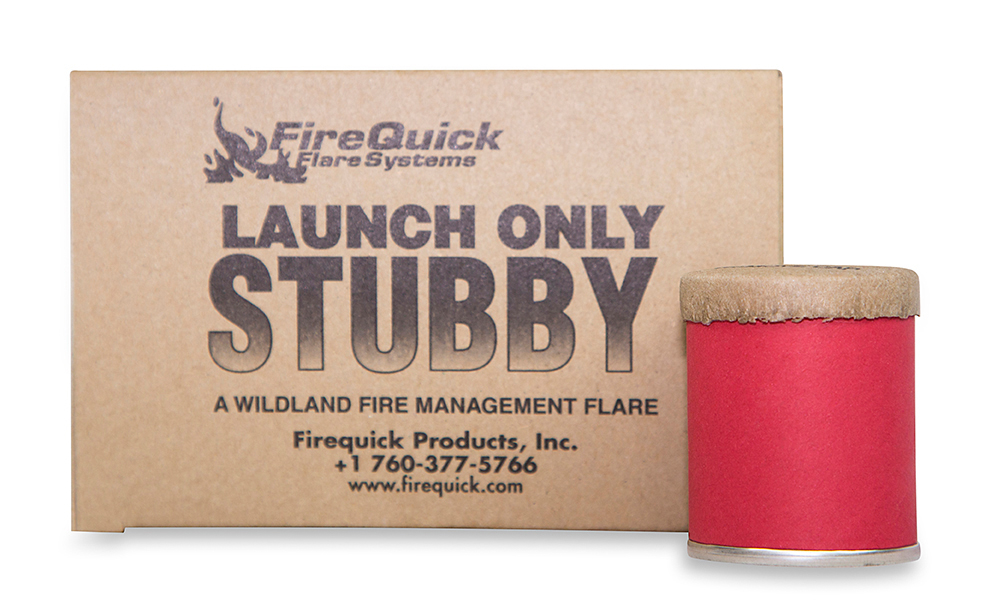 FireQuick
Flare Systems
LAUNCH ONLY
STUBBY
A WILDLAND FIRE MANAGEMENT FLARE
Firequick Products, Inc.
+1 760-377-5766
www.firequick.com